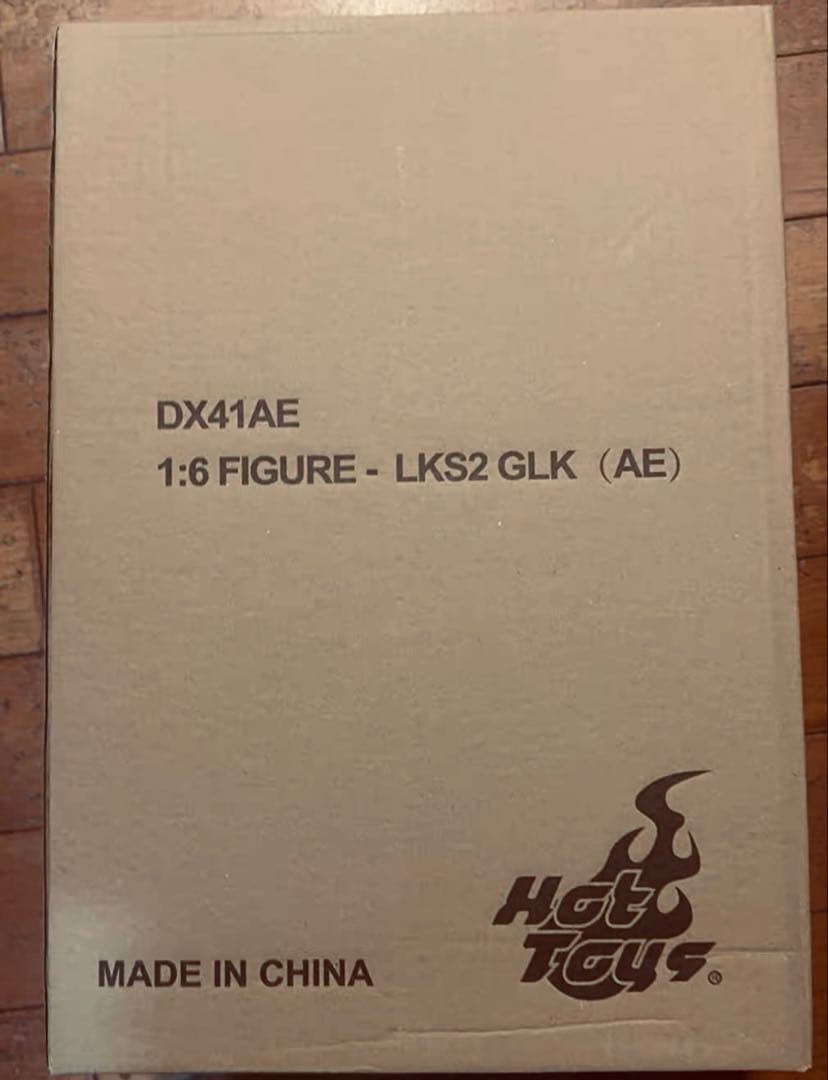 DX41AE
1:6 FIGURE - LKS2 GLK （AE）
Hot
Toys®
MADE IN CHINA